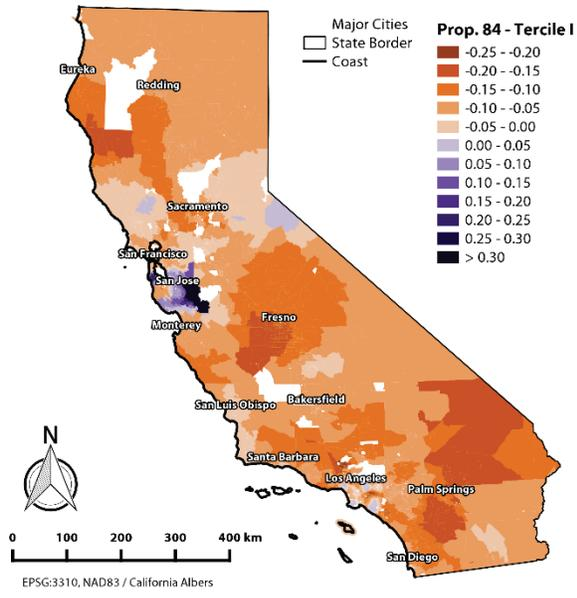 Major Cities
State Border
Coast
Prop. 84 - Tercile I
-0.25 - -0.20
-0.20 - -0.15
-0.15 - -0.10
-0.10 - -0.05
-0.05 - 0.00
0.00 - 0.05
0.05 - 0.10
0.10 - 0.15
0.15 - 0.20
0.20 - 0.25
0.25 - 0.30
> 0.30
Eureka
Redding
Sacramento
San Francisco
San Jose
Monterey
Fresno
San Luis Obispo
Bakersfield
Santa Barbara
Los Angeles
Palm Springs
San Diego
N
0 100 200 300 400 km
EPSG:3310, NAD83 / California Albers